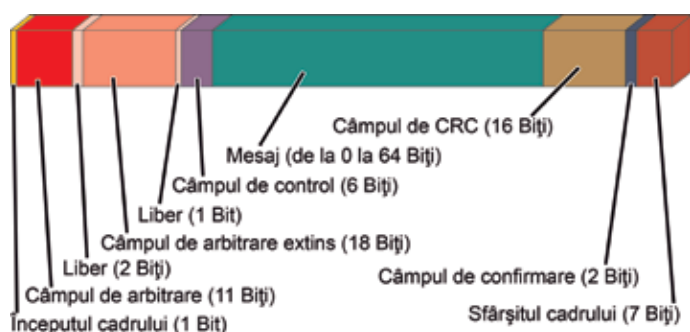 Câmpul de CRC (16 Biţi)
Mesaj (de la 0 la 64 Biţi)
Câmpul de control (6 Biţi)
Liber (1 Bit)
Câmpul de arbitrare extins (18 Biţi)
Liber (2 Biţi)
Câmpul de confirmare (2 Biţi)
Câmpul de arbitrare (11 Biţi)
Sfârşitul cadrului (7 Biţi)
Începutul cadrului (1 Bit)